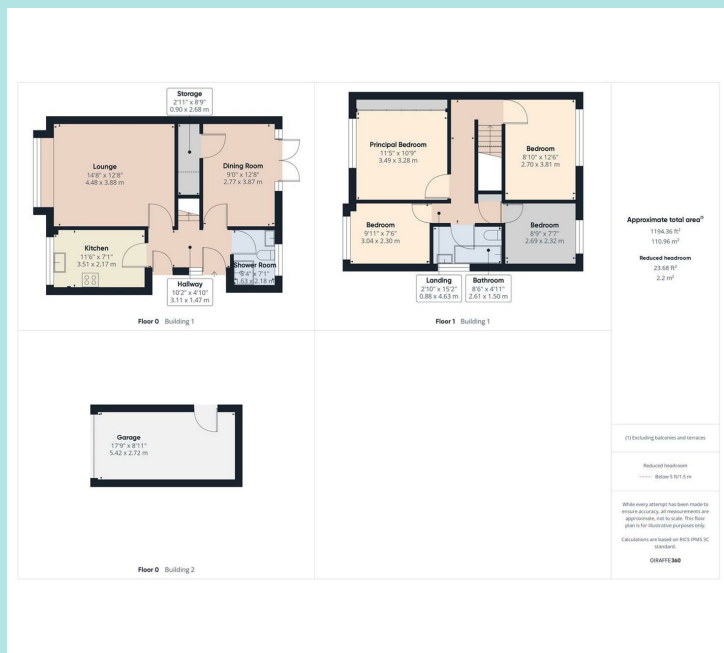 Storage
2'11" x 8'9"
0.90 x 2.68 m
Lounge
14'8" x 12'8"
4.48 x 3.88 m
Dining Room
9'0" x 12'8"
2.77 x 3.87 m
Kitchen
11'6" x 7'1"
3.51 x 2.17 m
Shower Room
5'4" x 7'1"
1.63 x 2.18 m
Hallway
10'2" x 4'10"
3.11 x 1.47 m
Floor 0 Building 1
Principal Bedroom
11'5" x 10'9"
3.49 x 3.28 m
Bedroom
8'10" x 12'6"
2.70 x 3.81 m
Bedroom
9'11" x 7'6"
3.04 x 2.30 m
Bedroom
8'9" x 7'7"
2.69 x 2.32 m
Landing
2'10" x 15'2"
0.88 x 4.63 m
Bathroom
8'6" x 4'11"
2.61 x 1.50 m
Floor 1 Building 1
Garage
17'9" x 8'11"
5.42 x 2.72 m
Floor 0 Building 2
Approximate total area(1)
1194.36 ft²
110.96 m²
Reduced headroom
23.68 ft²
2.2 m²
(1) Excluding balconies and terraces
Reduced headroom
Below 5 ft/1.5 m
While every attempt has been made to
ensure accuracy, all measurements are
approximate, not to scale. This floor
plan is for illustrative purposes only.
Calculations are based on RICS IPMS 3C
standard.
GIRAFFE360